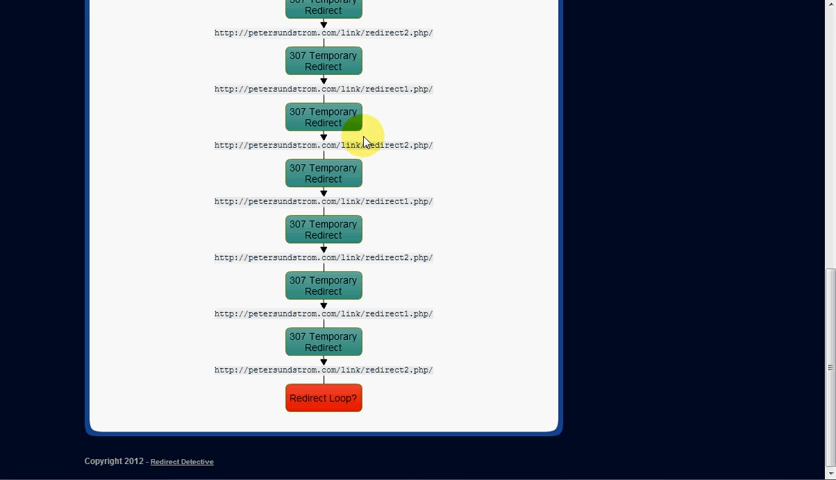 307 Temporary
Redirect
http://petersundstrom.com/link/redirect2.php/
307 Temporary
Redirect
http://petersundstrom.com/link/redirect1.php/
307 Temporary
Redirect
http://petersundstrom.com/link/redirect2.php/
307 Temporary
Redirect
http://petersundstrom.com/link/redirect1.php/
307 Temporary
Redirect
http://petersundstrom.com/link/redirect2.php/
307 Temporary
Redirect
http://petersundstrom.com/link/redirect1.php/
307 Temporary
Redirect
http://petersundstrom.com/link/redirect2.php/
Redirect Loop?
Copyright 2012 - Redirect Detective